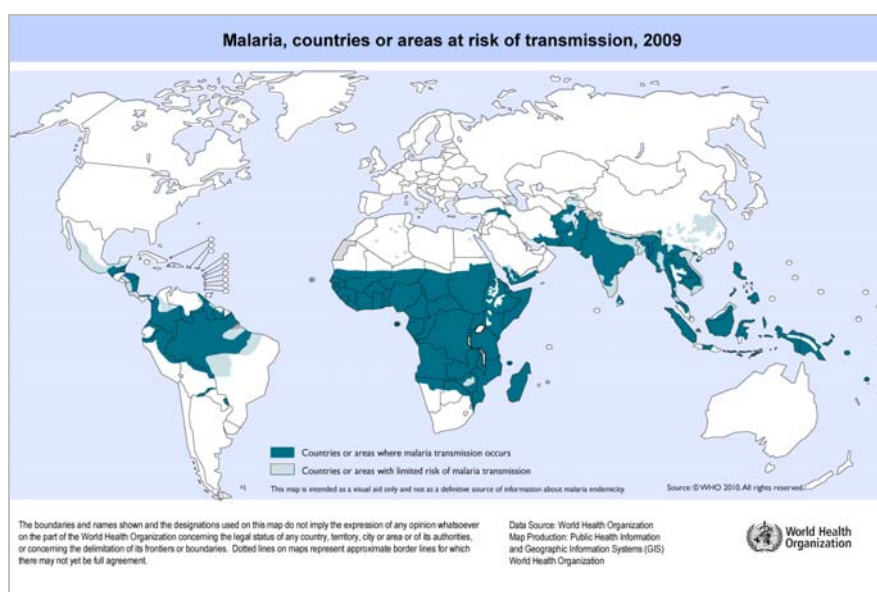 Malaria, countries or areas at risk of transmission, 2009
Countries or areas where malaria transmission occurs
Countries or areas with limited risk of malaria transmission
This map is intended as a visual aid only and not as a definitive source of information about malaria endemicity.
Source: © WHO 2010. All rights reserved.
The boundaries and names shown and the designations used on this map do not imply the expression of any opinion whatsoever
on the part of the World Health Organization concerning the legal status of any country, territory, city or area or of its authorities,
or concerning the delimitation of its frontiers or boundaries. Dotted lines on maps represent approximate border lines for which
there may not yet be full agreement.
Data Source: World Health Organization
Map Production: Public Health Information
and Geographic Information Systems (GIS)
World Health Organization
World Health
Organization